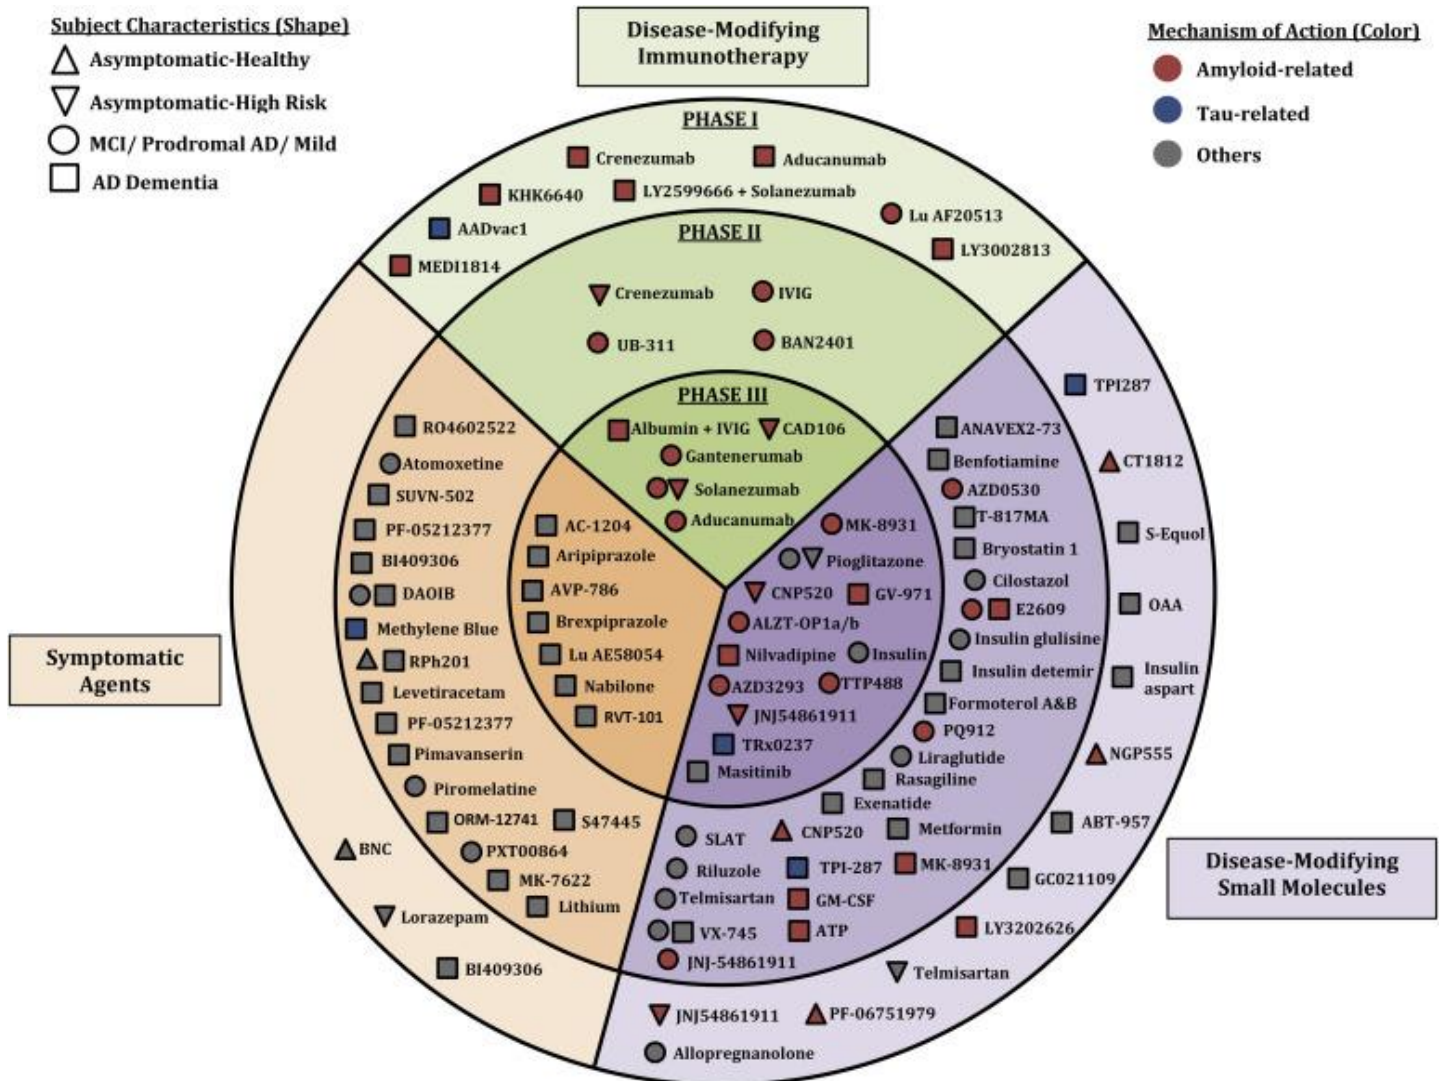 Subject Characteristics (Shape)
Asymptomatic-Healthy
Asymptomatic-High Risk
MCI/ Prodromal AD/ Mild
AD Dementia
Disease-Modifying
Immunotherapy
Mechanism of Action (Color)
Amyloid-related
Tau-related
Others
PHASE I
Crenezumab
Aducanumab
KHK6640
LY2599666 + Solanezumab
AADvac1
Lu AF20513
MEDI1814
LY3002813
PHASE II
Crenezumab
IVIG
UB-311
BAN2401
PHASE III
Albumin + IVIG
CAD106
Gantenerumab
Solanezumab
Aducanumab
Symptomatic
Agents
RO4602522
Atomoxetine
SUVN-502
PF-05212377
BI409306
DAOIB
Methylene Blue
RPh201
Levetiracetam
PF-05212377
Pimavanserin
Piromelatine
ORM-12741
S47445
PXT00864
MK-7622
Lithium
AC-1204
Aripiprazole
AVP-786
Brexpiprazole
Lu AE58054
Nabilone
RVT-101
BNC
Lorazepam
BI409306
MK-8931
Pioglitazone
CNP520
GV-971
ALZT-OP1a/b
Nilvadipine
Insulin
AZD3293
TTP488
JNJ54861911
TRx0237
Masitinib
ANAVEX2-73
Benfotiamine
AZD0530
T-817MA
Bryostatin 1
Cilostazol
E2609
Insulin glulisine
Insulin detemir
Formoterol A&B
PQ912
Liraglutide
Rasagiline
Exenatide
SLAT
CNP520
Metformin
Riluzole
TPI-287
MK-8931
Telmisartan
GM-CSF
VX-745
ATP
JNJ-54861911
TPI287
CT1812
S-Equol
OAA
Insulin
aspart
NGP555
ABT-957
GC021109
LY3202626
Telmisartan
JNJ54861911
PF-06751979
Allopregnanolone
Disease-Modifying
Small Molecules